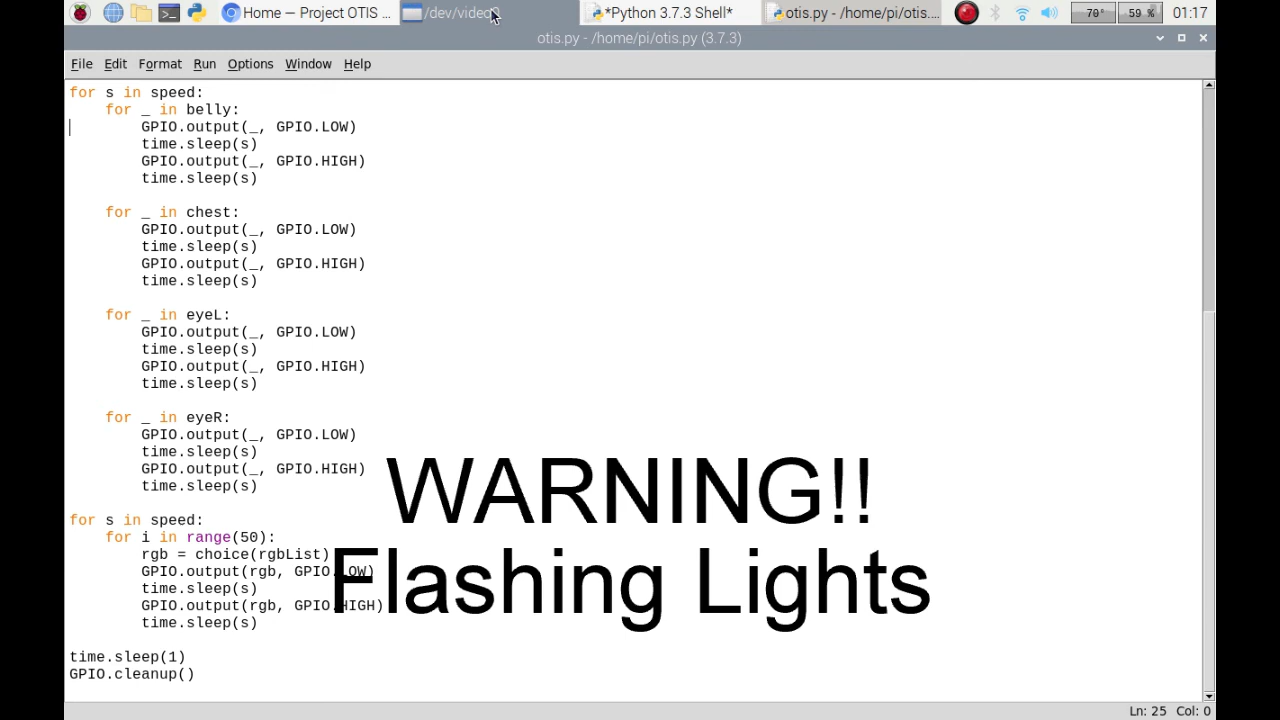 Home — Project OTIS ...
/dev/video0
*Python 3.7.3 Shell*
otis.py - /home/pi/otis....
70°
59 %
01:17
otis.py - /home/pi/otis.py (3.7.3)
File Edit Format Run Options Window Help
for s in speed:
    for _ in belly:
        GPIO.output(_, GPIO.LOW)
        time.sleep(s)
        GPIO.output(_, GPIO.HIGH)
        time.sleep(s)
    for _ in chest:
        GPIO.output(_, GPIO.LOW)
        time.sleep(s)
        GPIO.output(_, GPIO.HIGH)
        time.sleep(s)
    for _ in eyeL:
        GPIO.output(_, GPIO.LOW)
        time.sleep(s)
        GPIO.output(_, GPIO.HIGH)
        time.sleep(s)
    for _ in eyeR:
        GPIO.output(_, GPIO.LOW)
        time.sleep(s)
        GPIO.output(_, GPIO.HIGH)
        time.sleep(s)
for s in speed:
    for i in range(50):
        rgb = choice(rgbList)
        GPIO.output(rgb, GPIO.LOW)
        time.sleep(s)
        GPIO.output(rgb, GPIO.HIGH)
        time.sleep(s)
time.sleep(1)
GPIO.cleanup()
WARNING!!
Flashing Lights
Ln: 25 Col: 0